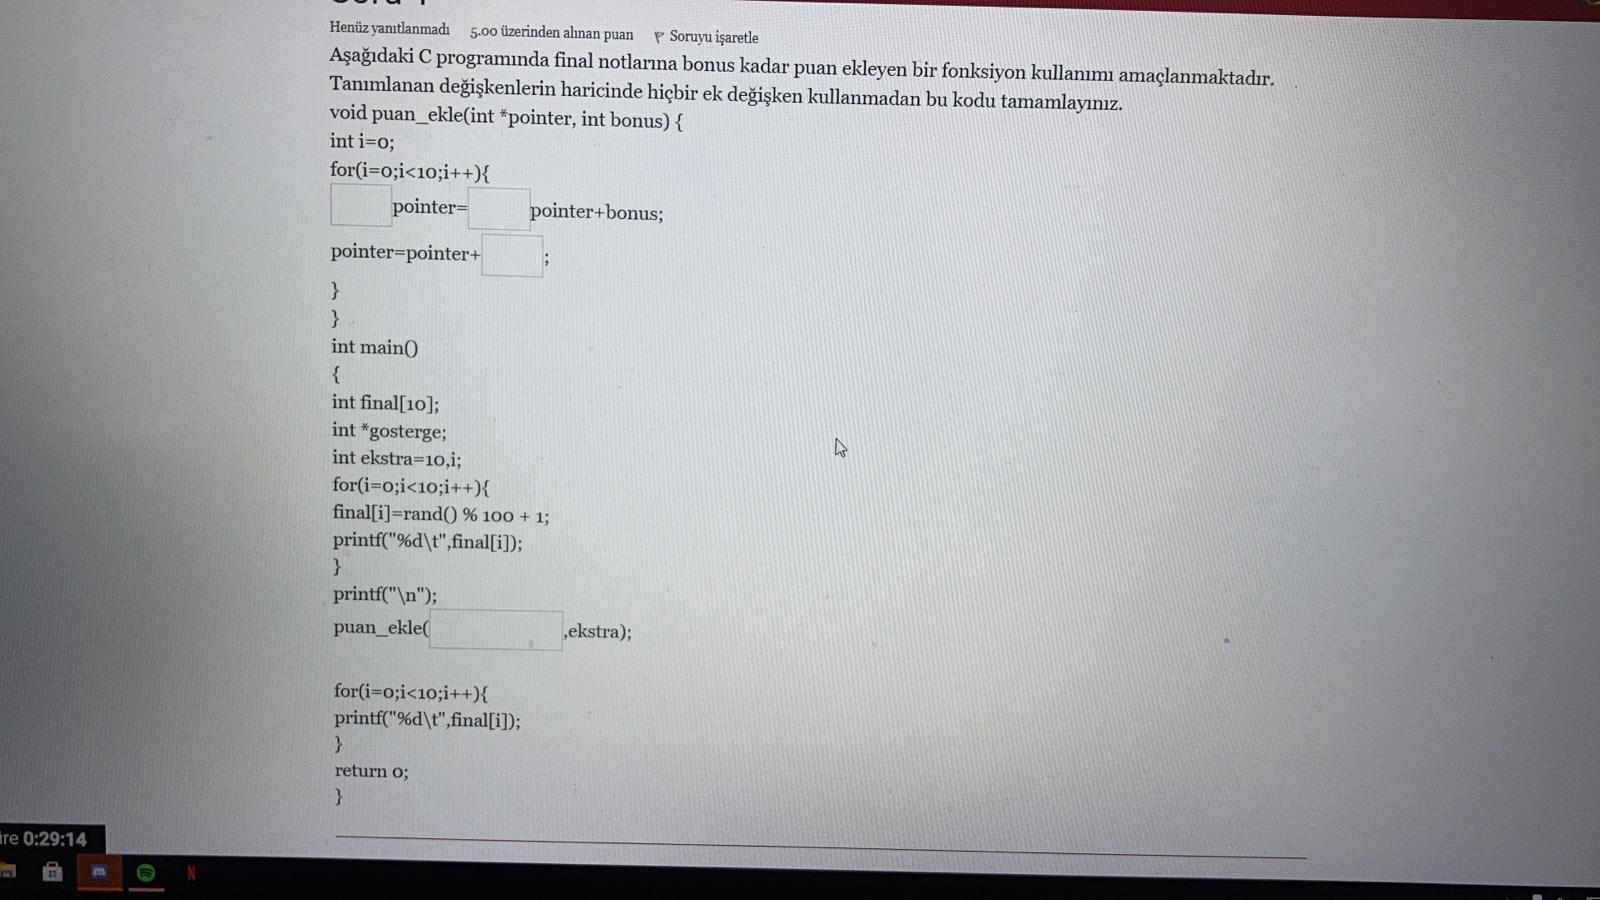 Henüz yanıtlanmadı 5.00 üzerinden alınan puan Soruyu işaretle
Aşağıdaki C programında final notlarına bonus kadar puan ekleyen bir fonksiyon kullanımı amaçlanmaktadır.
Tanımlanan değişkenlerin haricinde hiçbir ek değişken kullanmadan bu kodu tamamlayınız.
void puan_ekle(int *pointer, int bonus) {
int i=0;
for(i=0;i<10;i++){
pointer= pointer+bonus;
pointer=pointer+ ;
}
}
int main()
{
int final[10];
int *gosterge;
int ekstra=10,i;
for(i=0;i<10;i++){
final[i]=rand() % 100 + 1;
printf("%d\t",final[i]);
}
printf("\n");
puan_ekle( ,ekstra);
for(i=0;i<10;i++){
printf("%d\t",final[i]);
}
return 0;
}
0:29:14